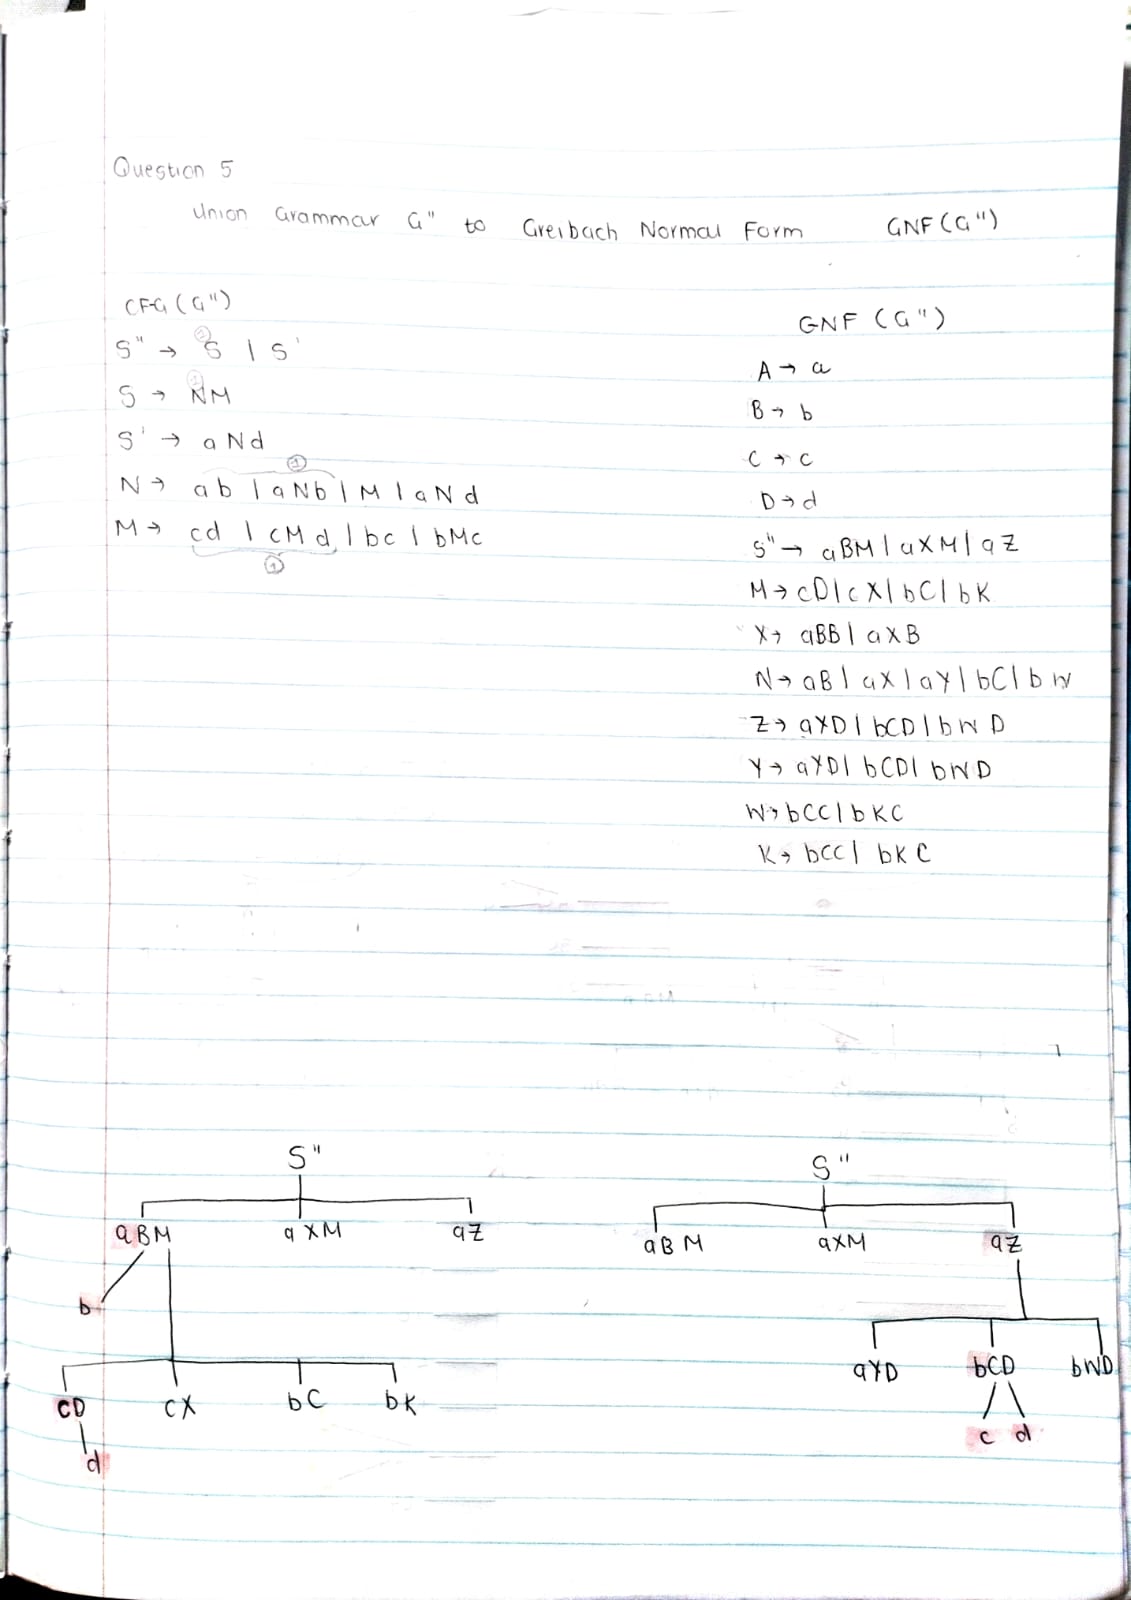 Question 5
Union Grammar G" to Greibach Normal Form GNF (G")
CFG (G")
S" → S | S'
S → NM
S' → aNd
N → ab | aNb | M | aNd
M → cd | cMd | bc | bMc
GNF (G")
A → a
B → b
C → c
D → d
S" → aBM | aXM | aZ
M → cD | cX | bC | bK
X → aBB | aXB
N → aB | aX | aY | bC | bW
Z → aYD | bCD | bWD
Y → aYD | bCD | bWD
W → bCC | bKC
K → bCC | bKC
S"
aBM aXM aZ
b
cD cX bC bK
d
S"
aBM aXM aZ
aYD bCD bWD
c d